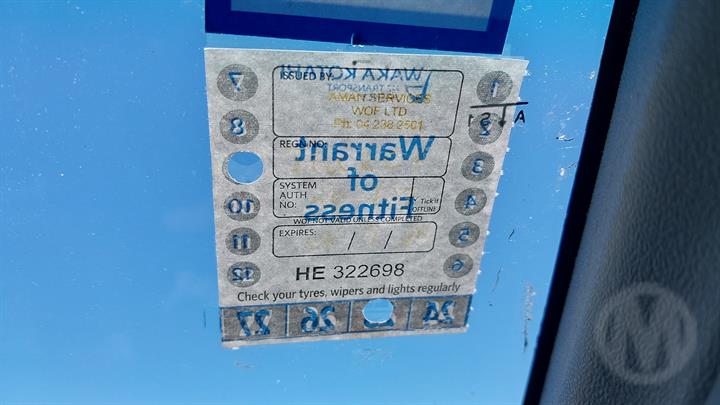 WAKA KOTAHI
NZ TRANSPORT
ISSUED BY:
AMAN SERVICES
WOF LTD
PH: 04 238 2501
REGN NO:
Warrant
of
Fitness
SYSTEM
AUTH
NO:
Tick if
OFFLINE
WOF NOT VALID UNLESS COMPLETED
EXPIRES: / /
HE 322698
Check your tyres, wipers and lights regularly
7 8 10 11 12
1 2 3 4 5 6
27 26 24
M